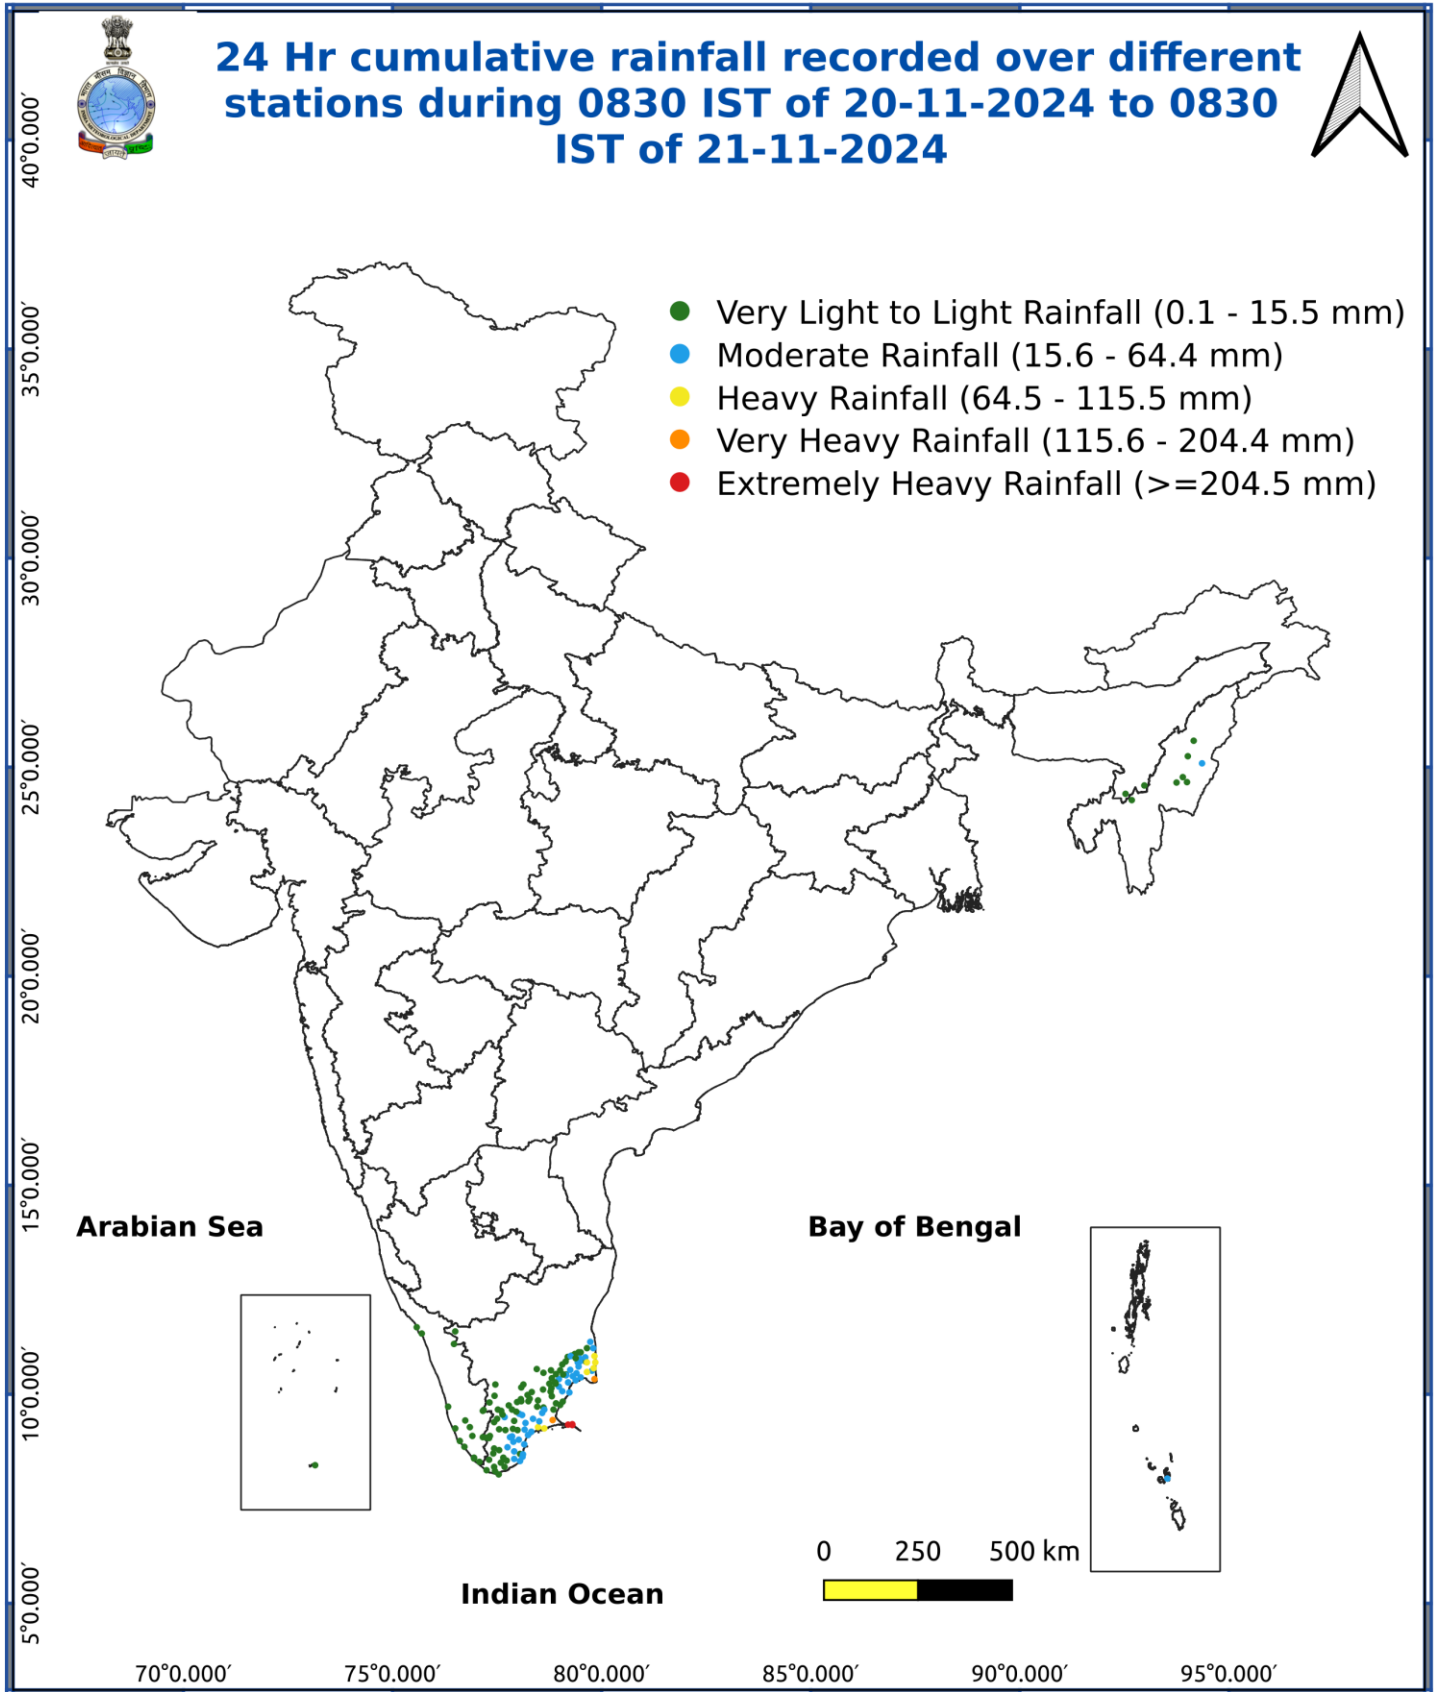 24 Hr cumulative rainfall recorded over different
stations during 0830 IST of 20-11-2024 to 0830
IST of 21-11-2024
Very Light to Light Rainfall (0.1 - 15.5 mm)
Moderate Rainfall (15.6 - 64.4 mm)
Heavy Rainfall (64.5 - 115.5 mm)
Very Heavy Rainfall (115.6 - 204.4 mm)
Extremely Heavy Rainfall (>=204.5 mm)
40°0.000′
35°0.000′
30°0.000′
25°0.000′
20°0.000′
15°0.000′
10°0.000′
5°0.000′
Arabian Sea
Bay of Bengal
0 250 500 km
Indian Ocean
70°0.000′ 75°0.000′ 80°0.000′ 85°0.000′ 90°0.000′ 95°0.000′